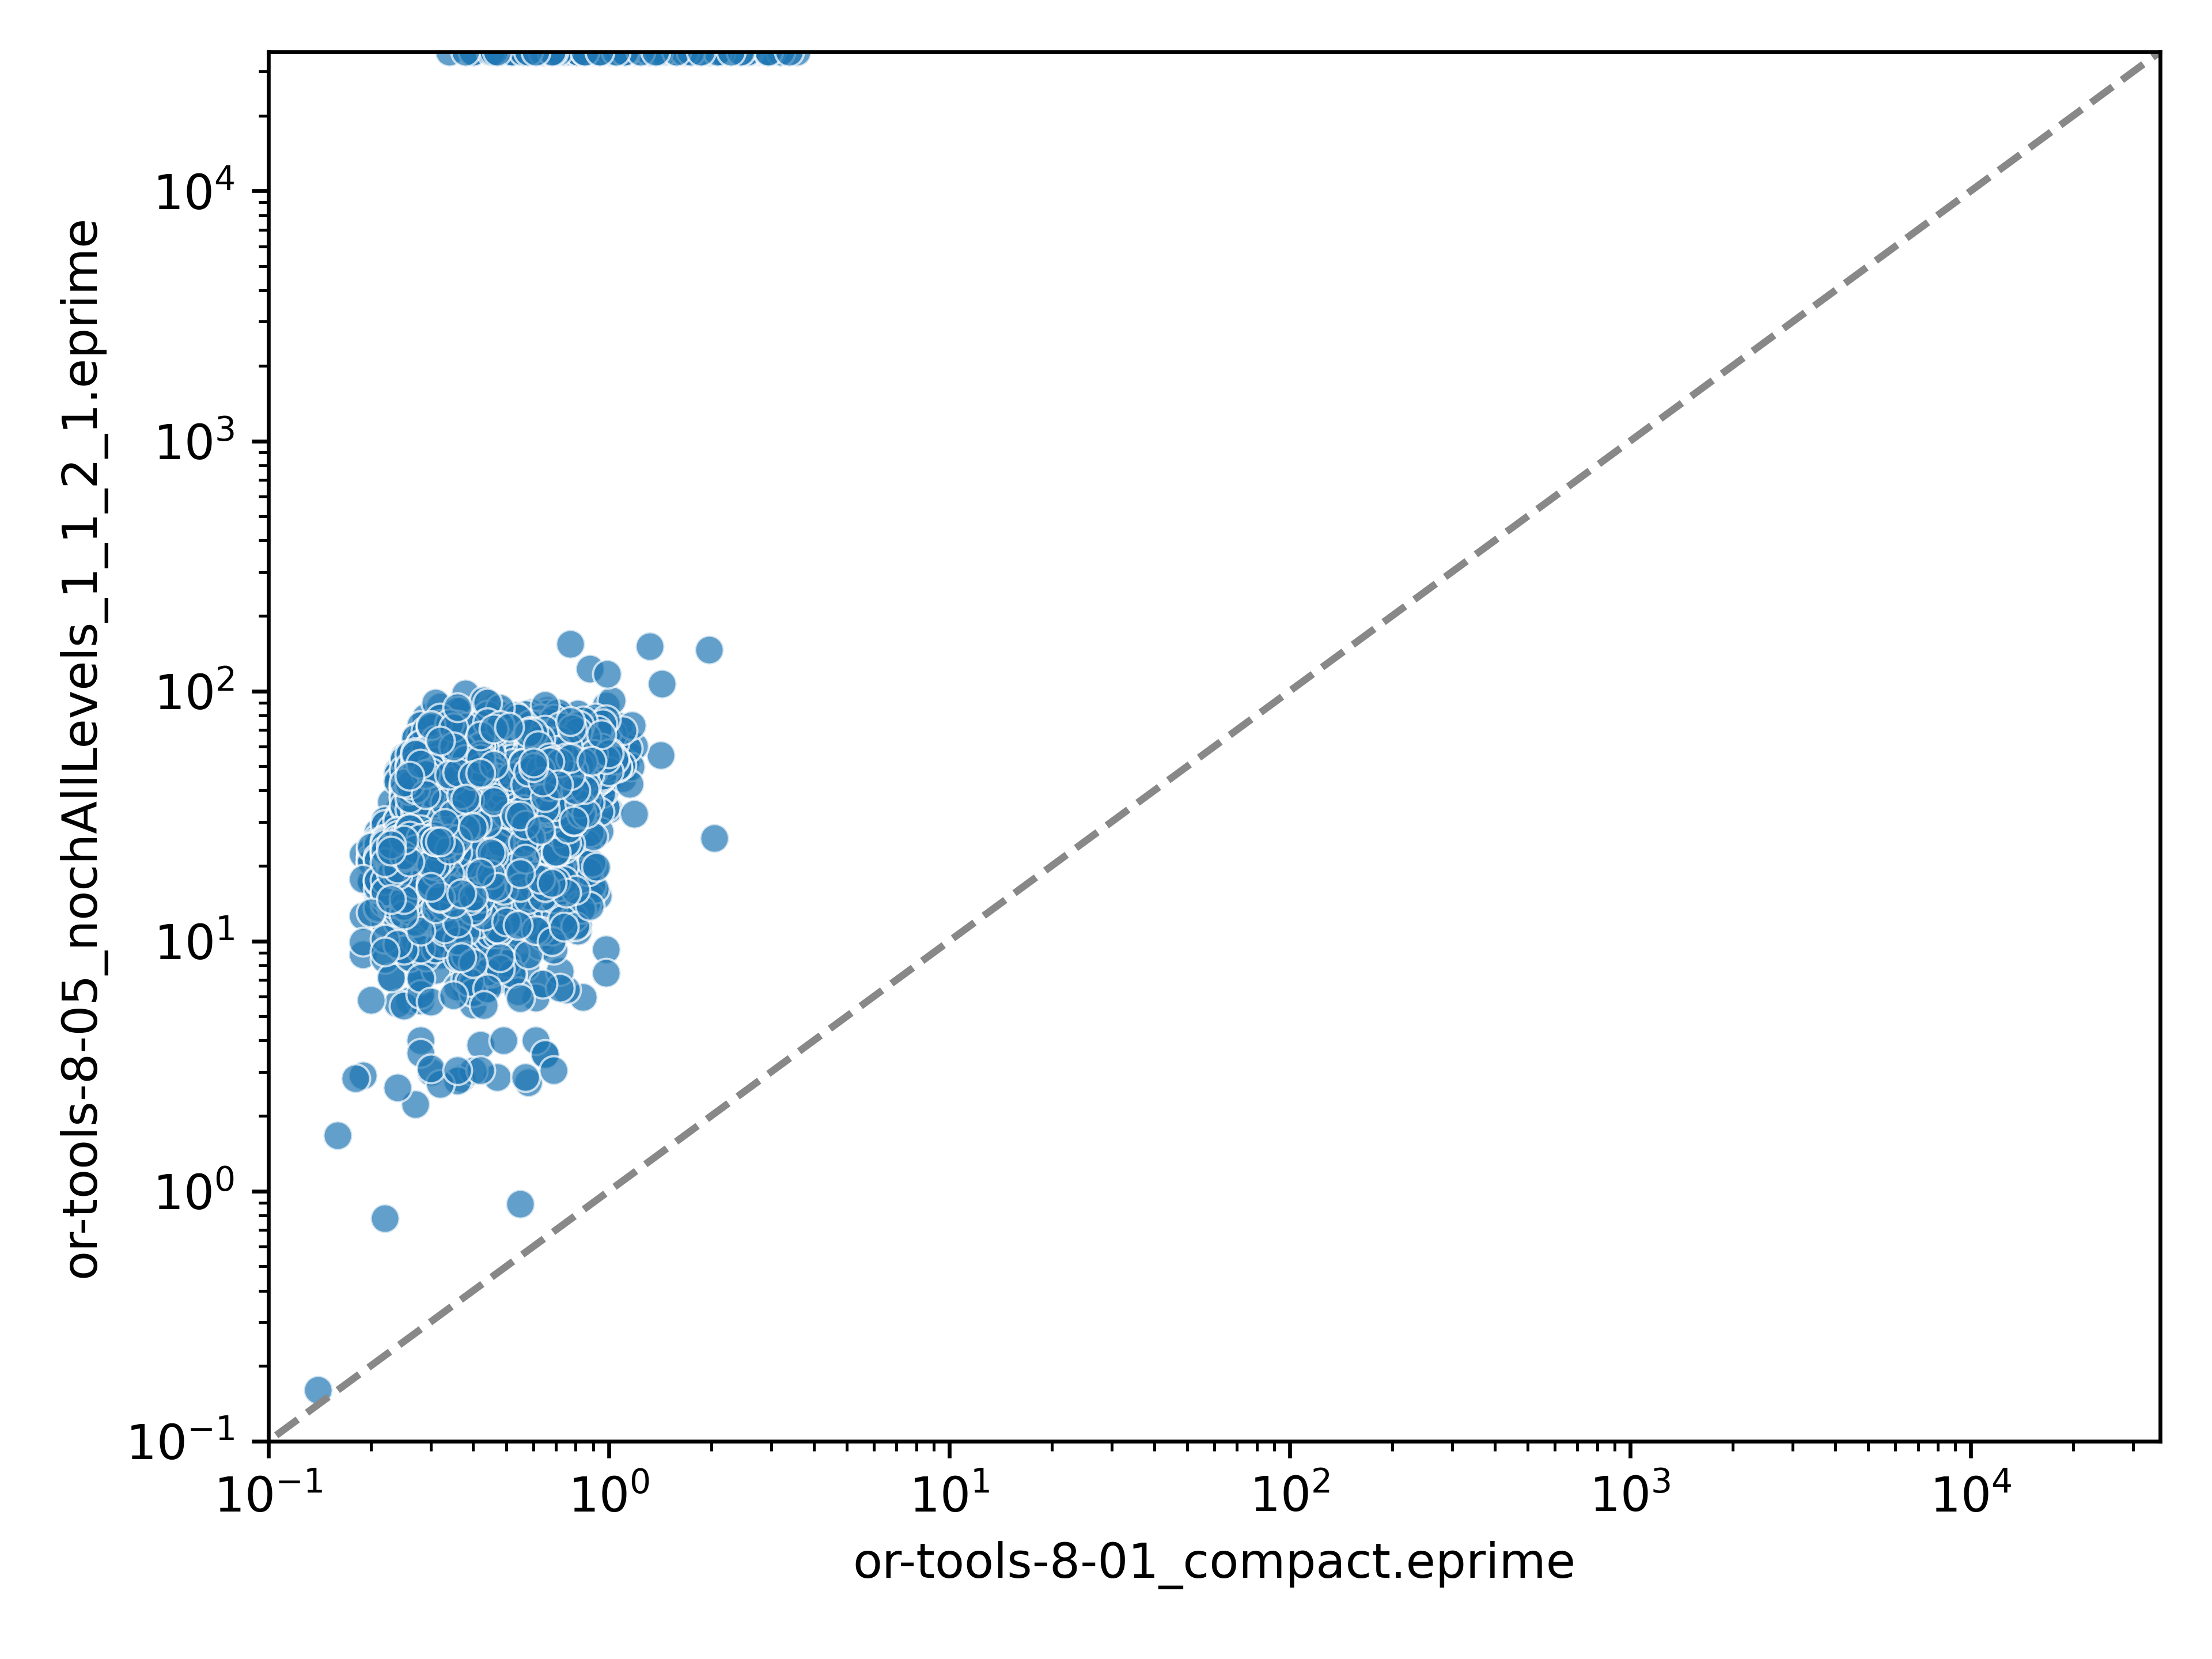 or-tools-8-05_nochAllLevels_1_1_2_1.eprime
10⁴
10³
10²
10¹
10⁰
10⁻¹
10⁻¹ 10⁰ 10¹ 10² 10³ 10⁴
or-tools-8-01_compact.eprime